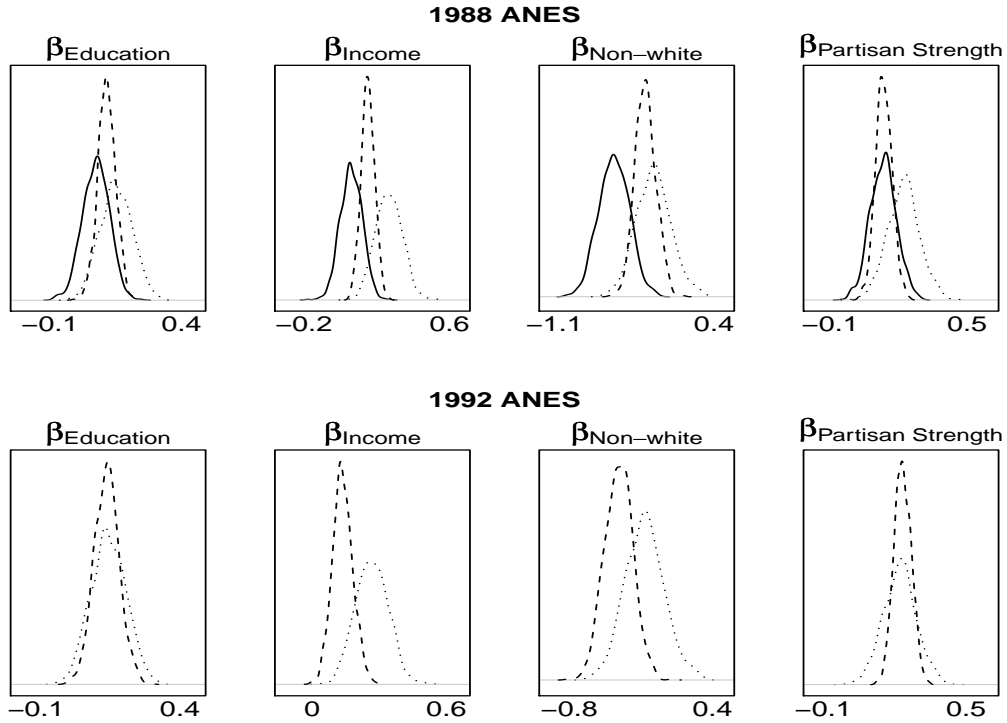 1988 ANES
βEducation βIncome βNon−white βPartisan Strength
−0.1 0.4 −0.2 0.6 −1.1 0.4 −0.1 0.5
1992 ANES
βEducation βIncome βNon−white βPartisan Strength
−0.1 0.4 0 0.6 −0.8 0.4 −0.1 0.5